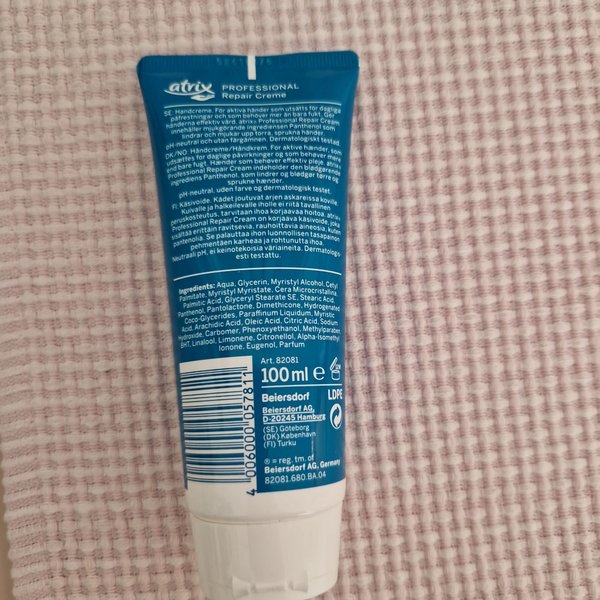 atrix PROFESSIONAL
Repair Creme
SE: Handcreme. För aktiva händer som utsätts för dagliga
påfrestningar och som behöver mer än bara fukt. Ger
händerna effektiv vård. atrix Professional Repair Cream
innehåller mjukgörande ingrediensen Panthenol som
lindrar och mjukar upp torra, spruckna händer.
pH-neutral och utan färgämnen. Dermatologiskt testad.
DK/NO: Håndcreme/Håndkrem. For aktive hænder, som
udsættes for daglige påvirkninger og som behøver mere
end bare fugt. Hænder som behøver effektiv pleje. atrix
Professional Repair Cream indeholder den blødgørende
ingrediens Panthenol, som lindrer og blødgør tørre og
sprukne hænder.
pH-neutral, uden farve og dermatologisk testet.
FI: Käsivoide. Kädet joutuvat arjen askareissa koville.
Kuivalle ja halkeilevalle iholle ei riitä tavallinen
peruskosteutus, tarvitaan ihoa korjaavaa hoitoa. atrix
Professional Repair Cream on korjaava käsivoide, joka
sisältää erittäin ravitsevia, rauhoittavia aineosia, kuten
pantenolia. Se palauttaa ihon luonnollisen tasapainon
pehmentäen karheaa ja rohtunutta ihoa.
Neutraali pH, ei keinotekoisia väriaineita. Dermatologisesti
testattu.
Ingredients: Aqua, Glycerin, Myristyl Alcohol, Cetyl
Palmitate, Myristyl Myristate, Cera Microcristallina,
Palmitic Acid, Glyceryl Stearate SE, Stearic Acid,
Panthenol, Pantolactone, Dimethicone, Hydrogenated
Coco-Glycerides, Paraffinum Liquidum, Myristic
Acid, Arachidic Acid, Oleic Acid, Citric Acid, Sodium
Hydroxide, Carbomer, Phenoxyethanol, Methylparaben,
BHT, Linalool, Limonene, Citronellol, Alpha-Isomethyl
Ionone, Eugenol, Parfum
Art. 82081
100 ml e
Beiersdorf LDPE
Beiersdorf AG,
D-20245 Hamburg
(SE) Göteborg
(DK) København
(FI) Turku
® = reg. tm. of
Beiersdorf AG, Germany
82081.680.BA.04
4 006000 057811